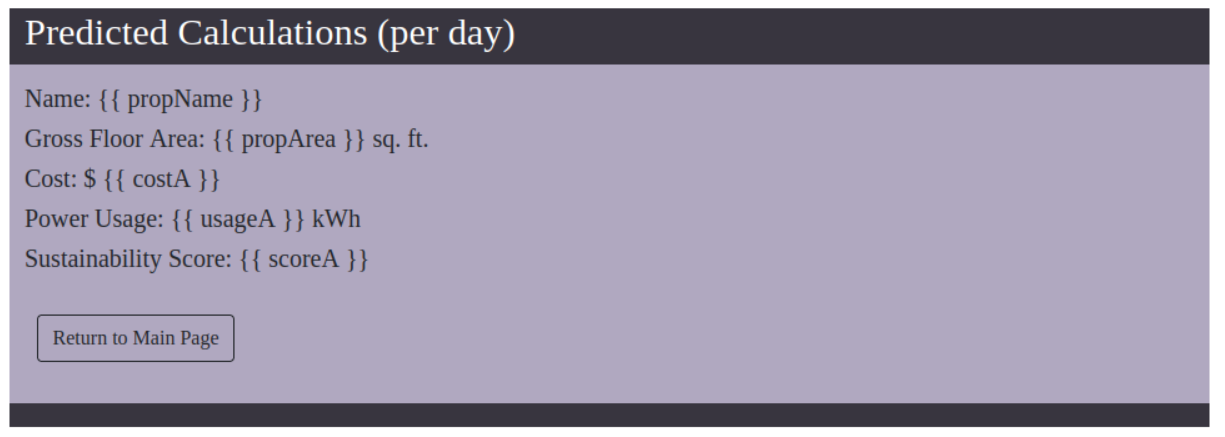 Predicted Calculations (per day)
Name: {{ propName }}
Gross Floor Area: {{ propArea }} sq. ft.
Cost: $ {{ costA }}
Power Usage: {{ usageA }} kWh
Sustainability Score: {{ scoreA }}
Return to Main Page